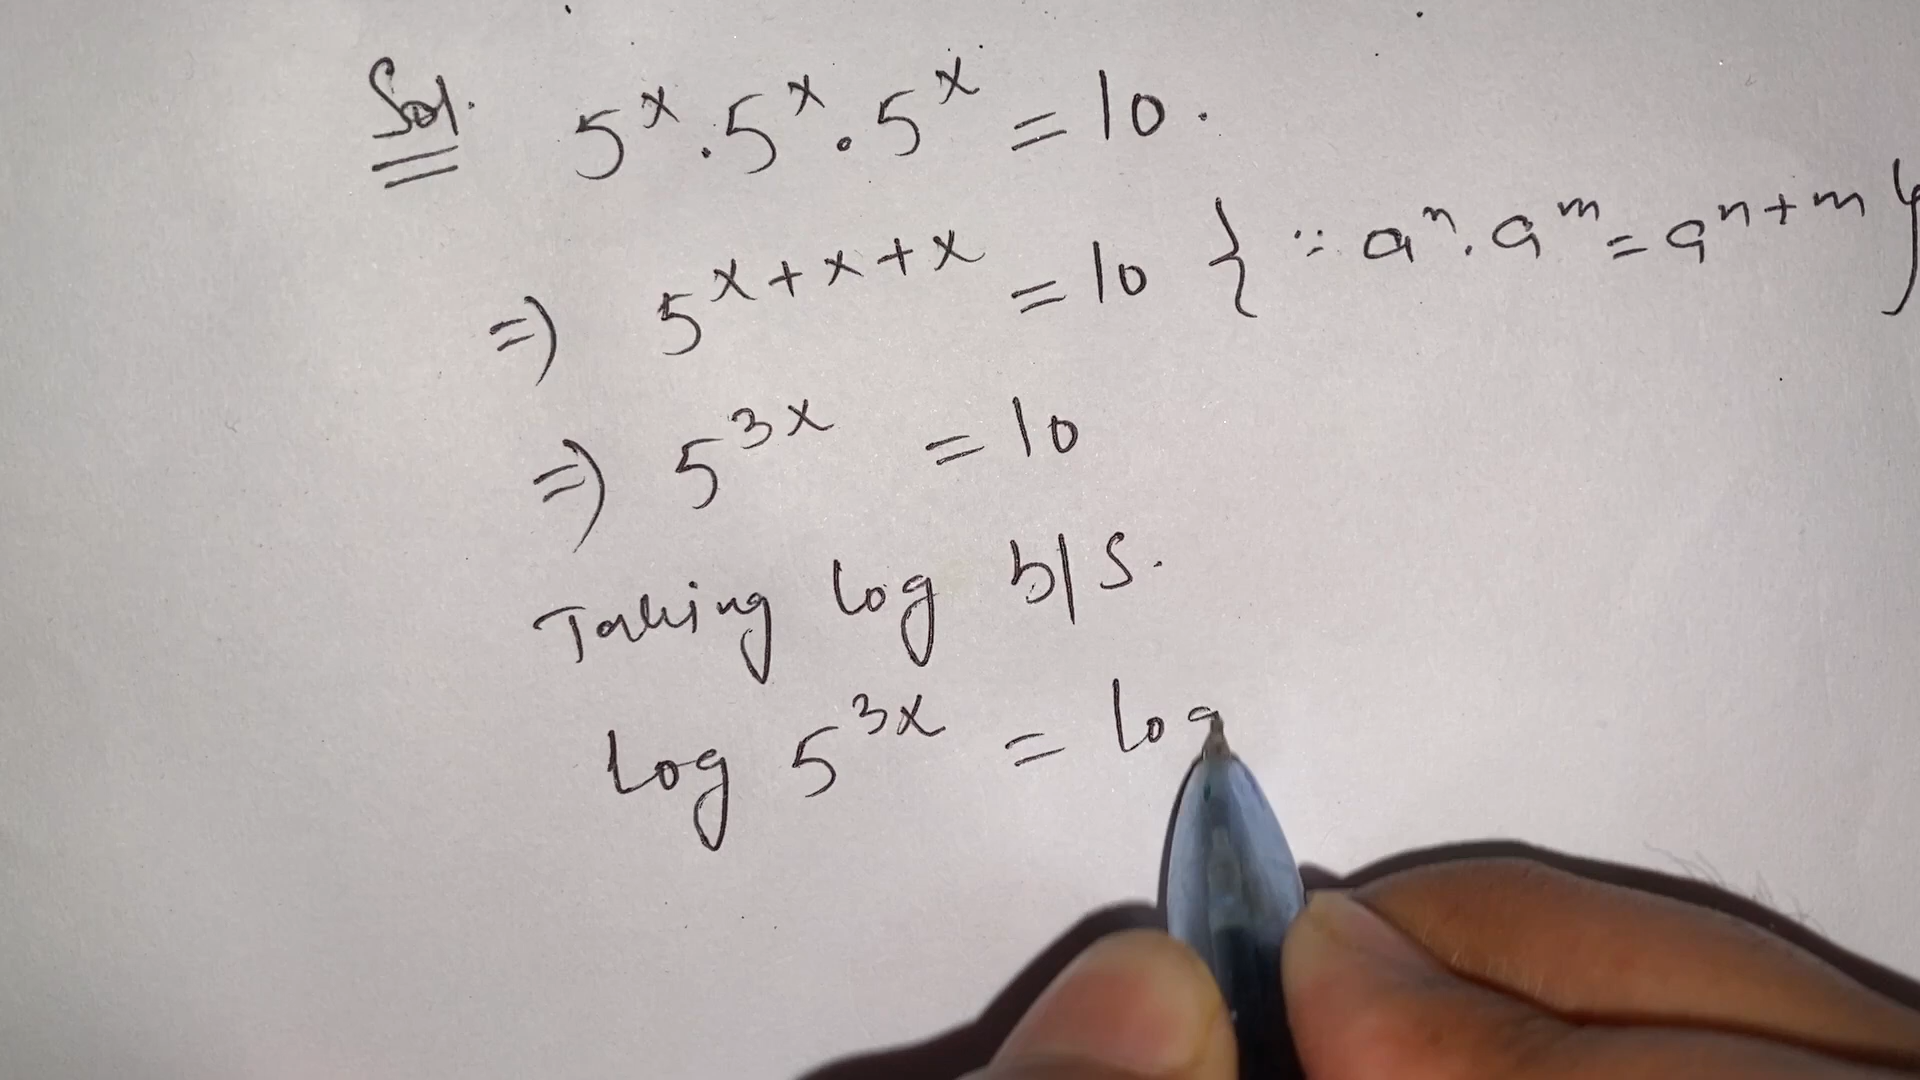 Sol. 5^x . 5^x . 5^x = 10 .
=> 5^{x+x+x} = 10 { ∵ a^n . a^m = a^{n+m} }
=> 5^{3x} = 10
Taking log b/s.
log 5^{3x} = log